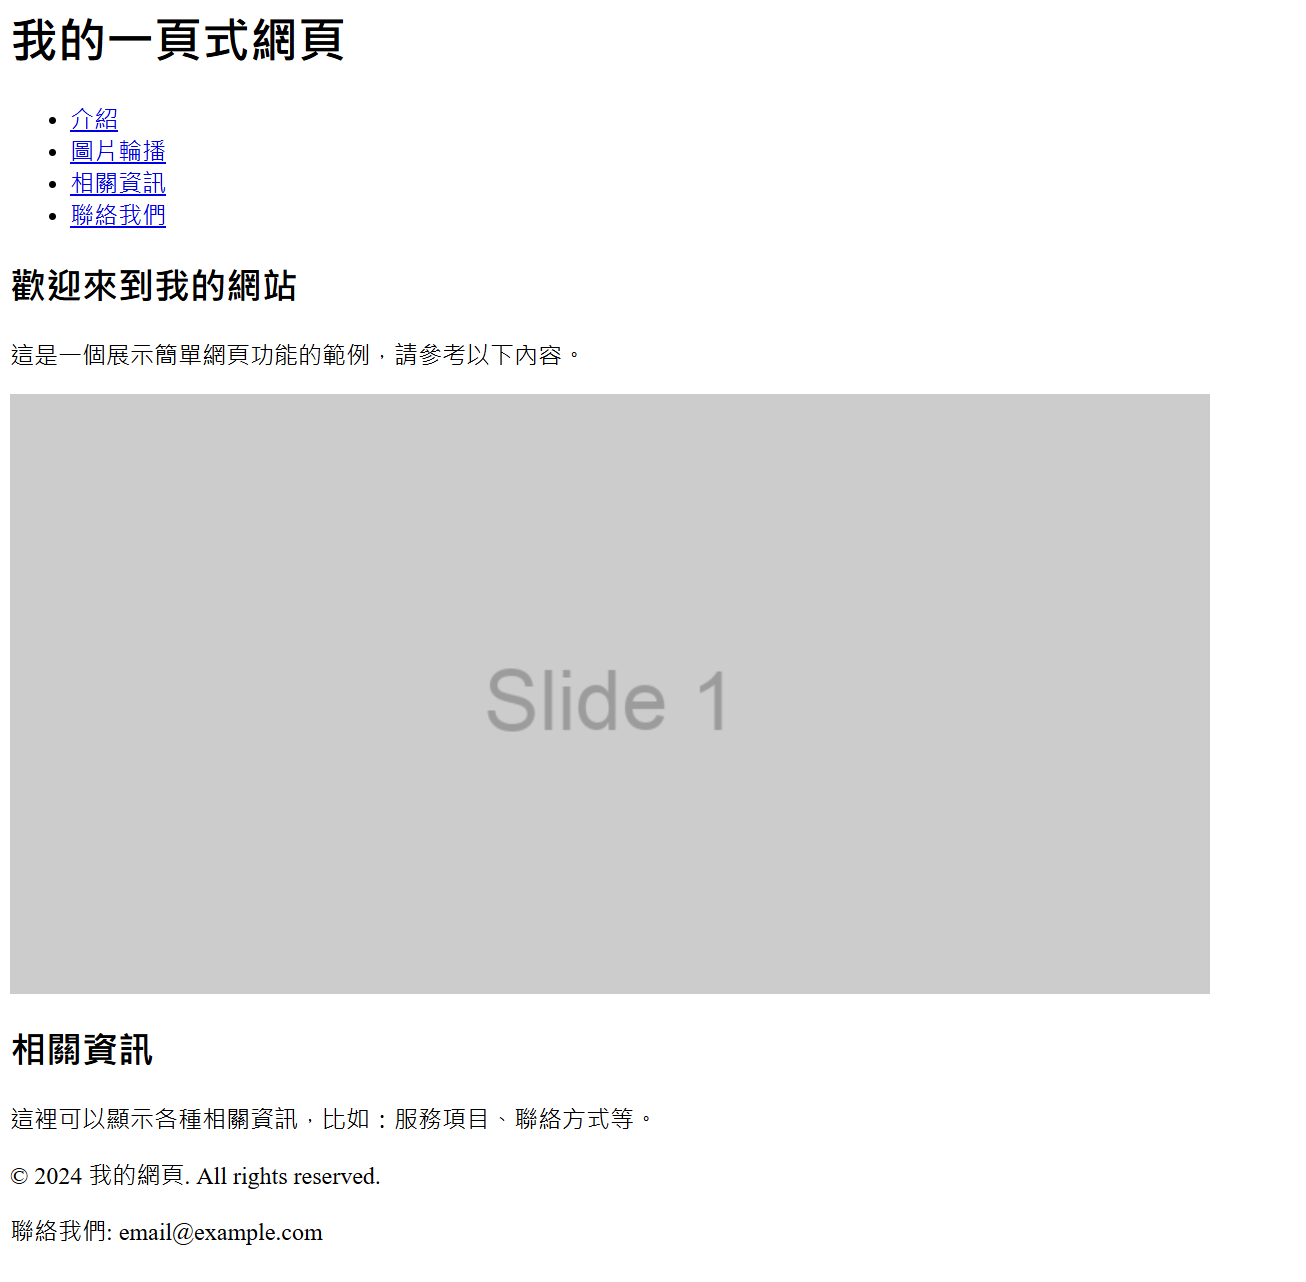 我的一頁式網頁
介紹
圖片輪播
相關資訊
聯絡我們
歡迎來到我的網站
這是一個展示簡單網頁功能的範例，請參考以下內容。
Slide 1
相關資訊
這裡可以顯示各種相關資訊，比如：服務項目、聯絡方式等。
© 2024 我的網頁. All rights reserved.
聯絡我們: email@example.com